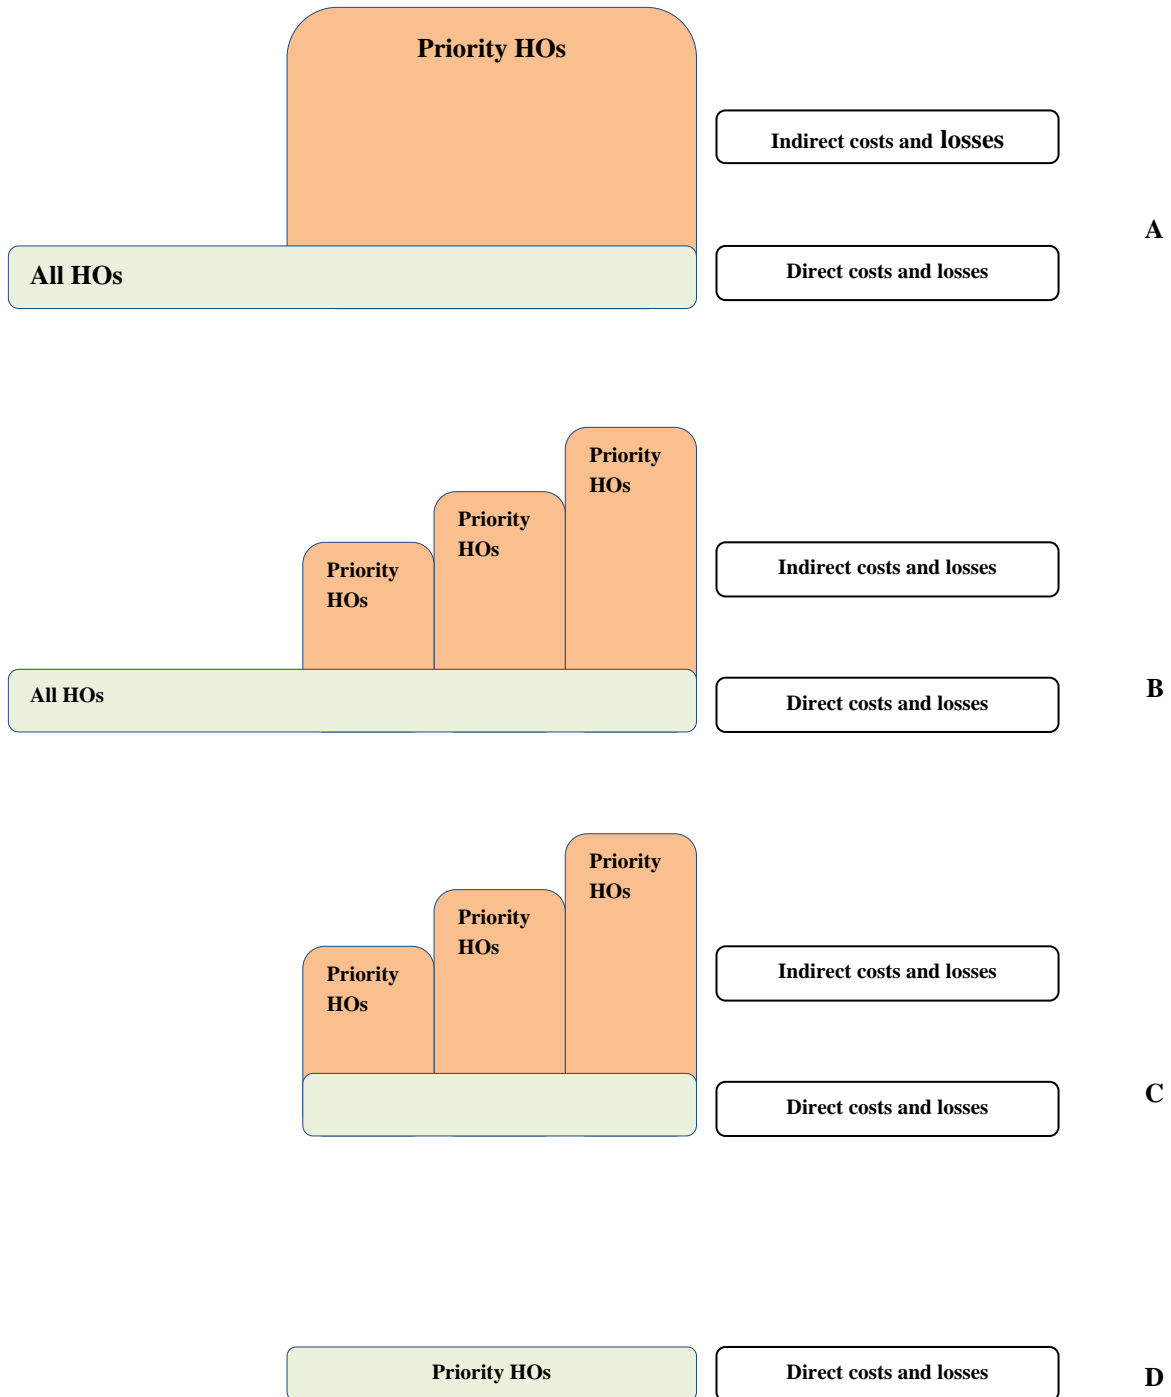 Priority HOs
Indirect costs and losses
A
All HOs
Direct costs and losses
Priority
HOs
Priority
HOs
Priority
HOs
Indirect costs and losses
All HOs
Direct costs and losses
B
Priority
HOs
Priority
HOs
Priority
HOs
Indirect costs and losses
Direct costs and losses
C
Priority HOs
Direct costs and losses
D